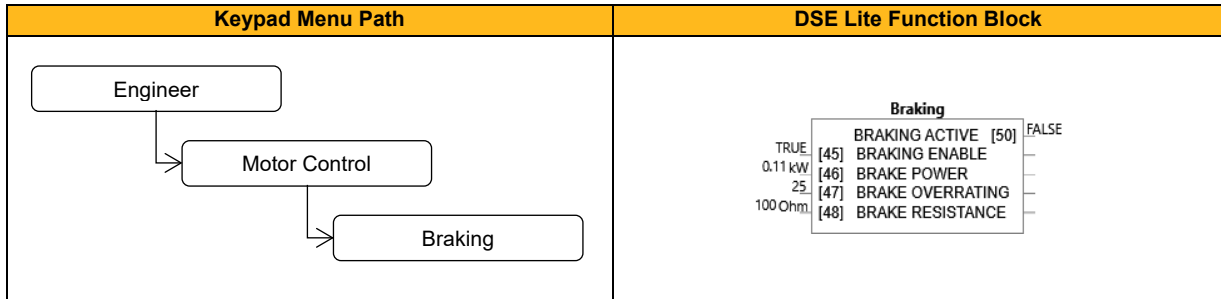 Keypad Menu Path
DSE Lite Function Block
Engineer
Motor Control
Braking
Braking
BRAKING ACTIVE [50] FALSE
TRUE [45] BRAKING ENABLE
0.11 kW [46] BRAKE POWER
25 [47] BRAKE OVERRATING
100 Ohm [48] BRAKE RESISTANCE